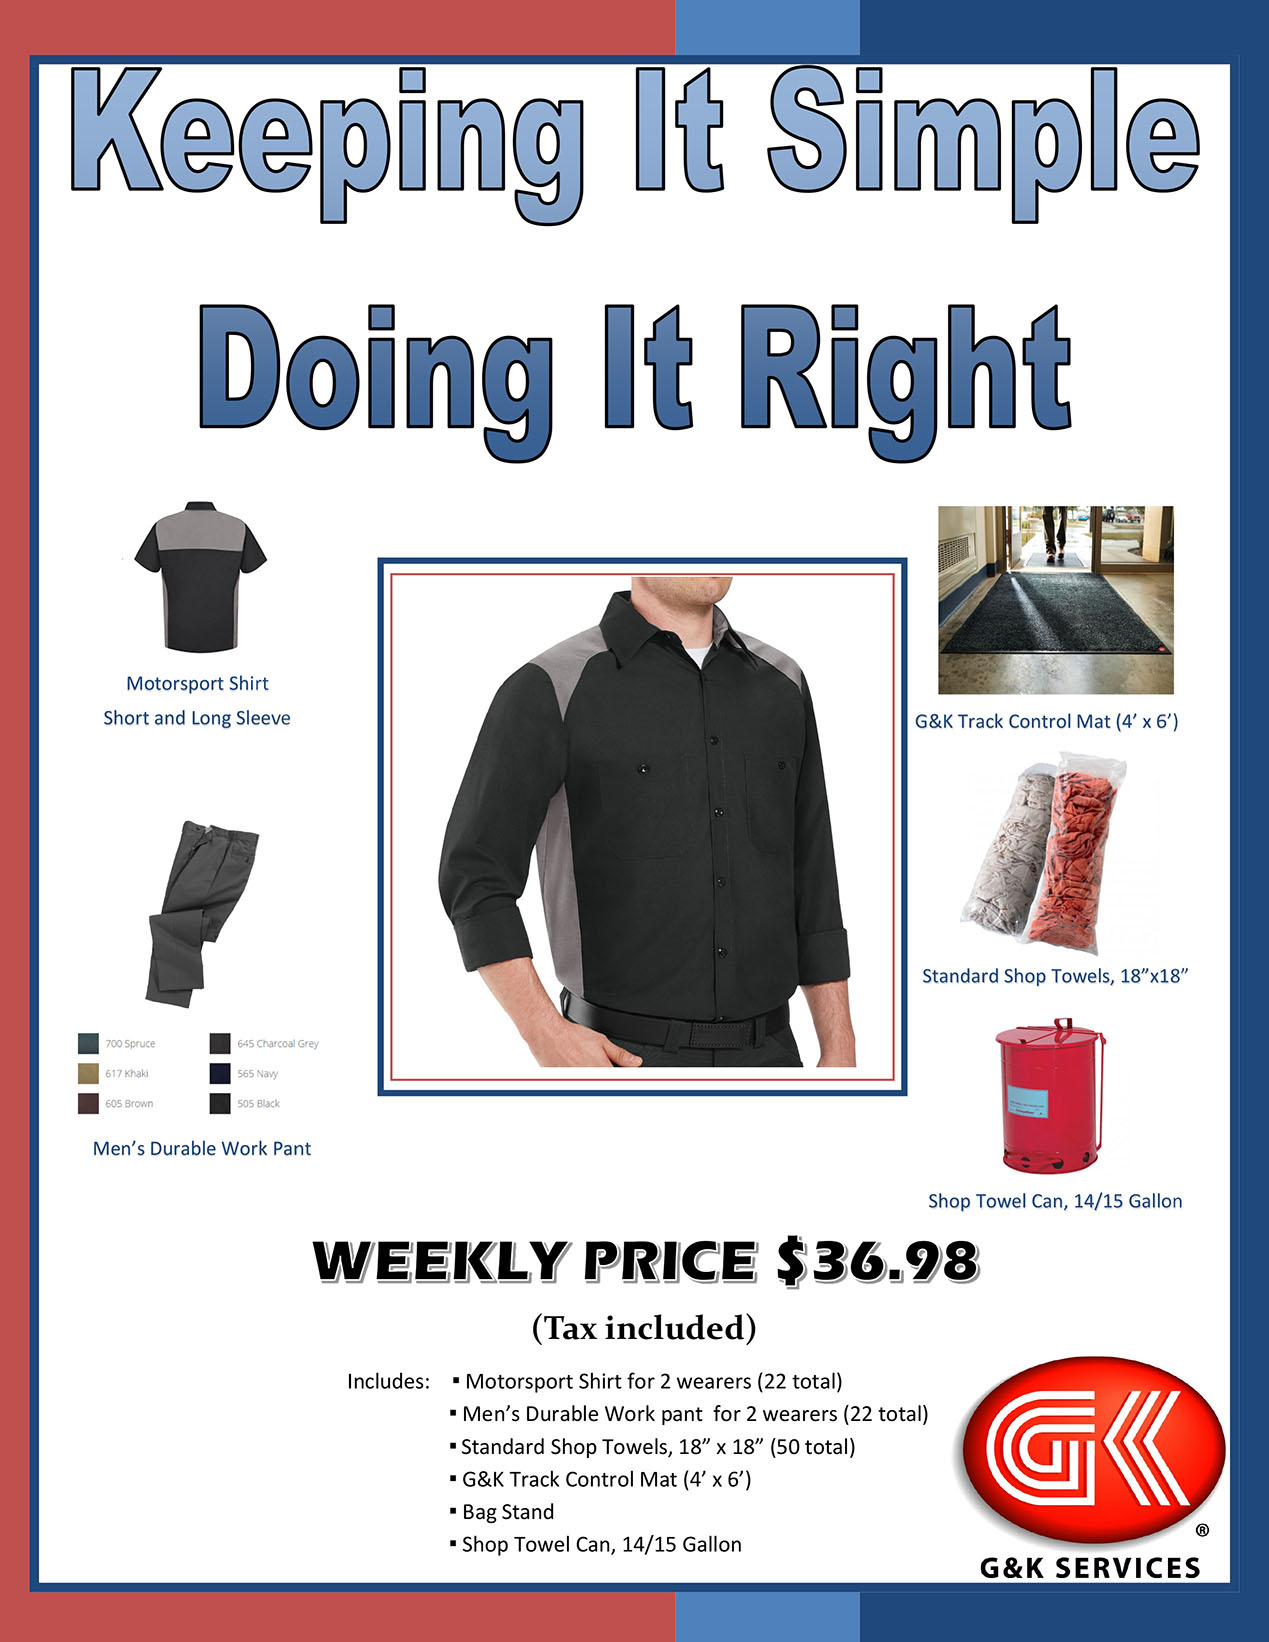 Keeping It Simple
Doing It Right
Motorsport Shirt
Short and Long Sleeve
G&K Track Control Mat (4’ x 6’)
Standard Shop Towels, 18”x18”
700 Spruce
645 Charcoal Grey
617 Khaki
565 Navy
605 Brown
505 Black
Men’s Durable Work Pant
Shop Towel Can, 14/15 Gallon
WEEKLY PRICE $36.98
(Tax included)
Includes: ▪ Motorsport Shirt for 2 wearers (22 total)
▪ Men’s Durable Work pant for 2 wearers (22 total)
▪ Standard Shop Towels, 18” x 18” (50 total)
▪ G&K Track Control Mat (4’ x 6’)
▪ Bag Stand
▪ Shop Towel Can, 14/15 Gallon
GK
®
G&K SERVICES